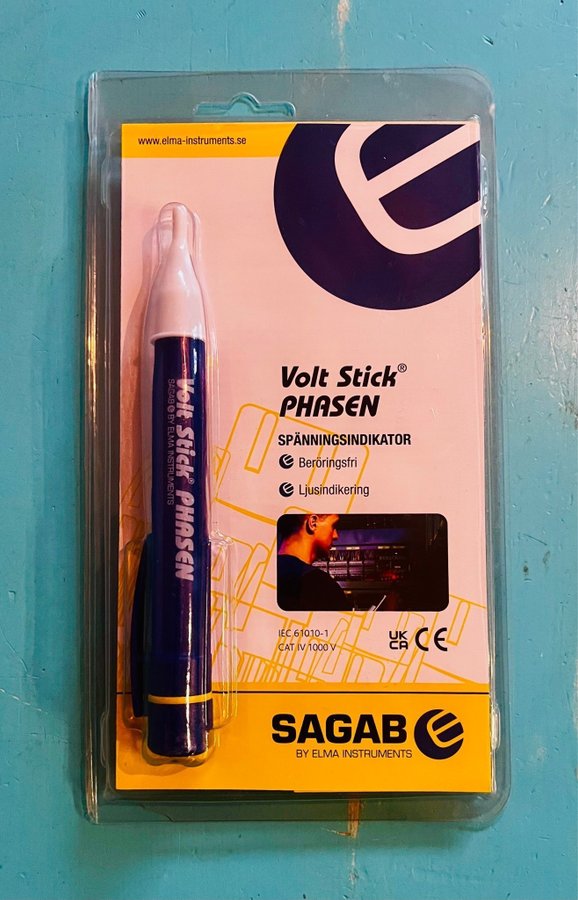 www.elma-instruments.se
Volt Stick®
PHASEN
SPÄNNINGSINDIKATOR
Beröringsfri
Ljusindikering
IEC 61010-1
CAT IV 1000 V
UK
CA CE
SAGAB
BY ELMA INSTRUMENTS
Volt Stick® PHASEN
SAGAB BY ELMA INSTRUMENTS